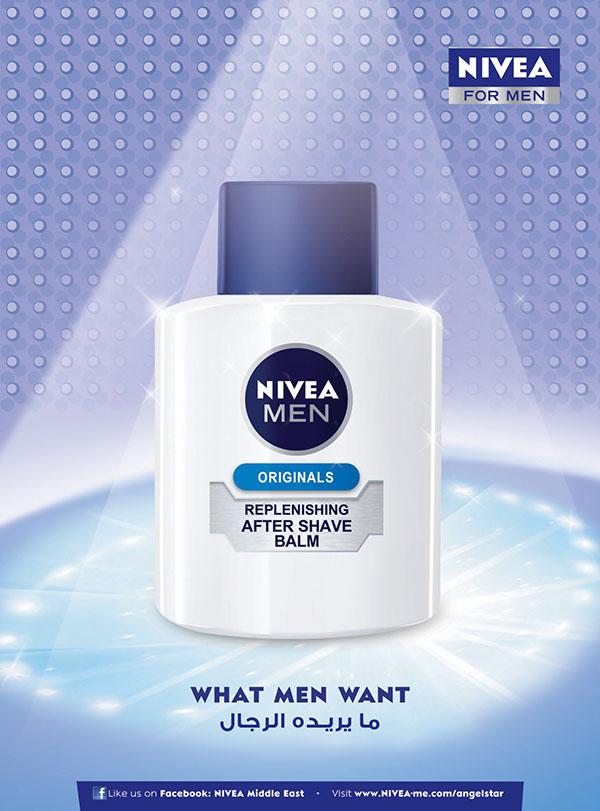 NIVEA
FOR MEN
NIVEA
MEN
ORIGINALS
REPLENISHING
AFTER SHAVE
BALM
WHAT MEN WANT
ما يريده الرجال
Like us on Facebook: NIVEA Middle East · Visit www.NIVEA-me.com/angelstar